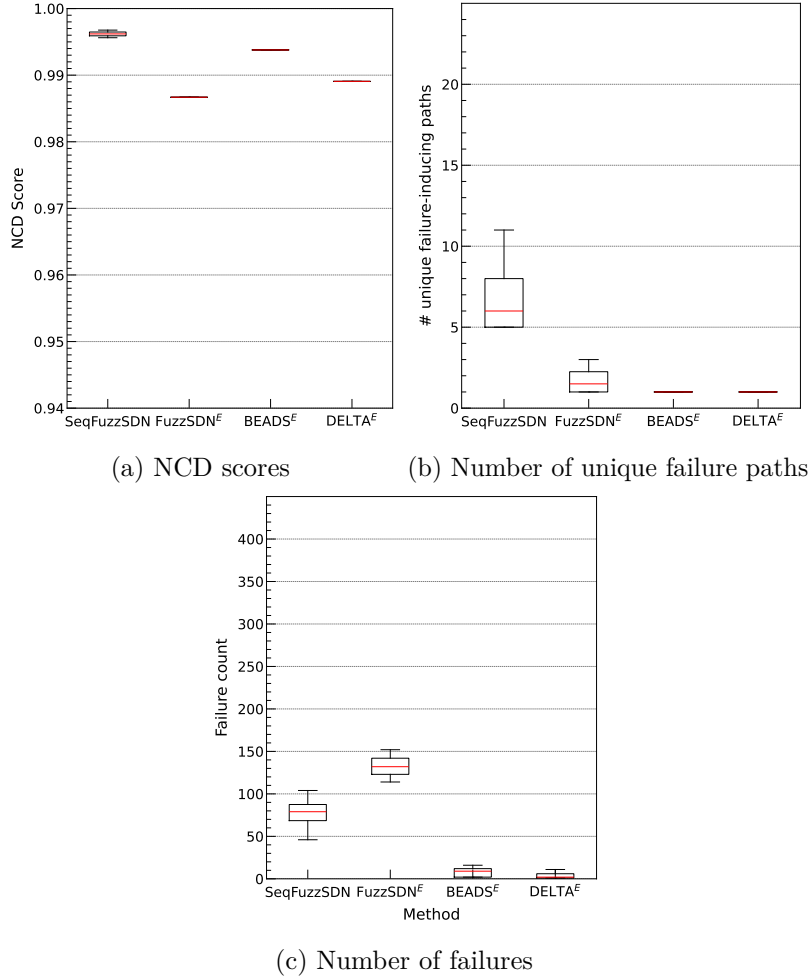 1.00
0.99
0.98
0.97
0.96
0.95
0.94
NCD Score
SeqFuzzSDN FuzzSDN^E BEADS^E DELTA^E
(a) NCD scores
20
15
10
5
0
# unique failure-inducing paths
SeqFuzzSDN FuzzSDN^E BEADS^E DELTA^E
(b) Number of unique failure paths
400
350
300
250
200
150
100
50
0
Failure count
SeqFuzzSDN FuzzSDN^E BEADS^E DELTA^E
Method
(c) Number of failures